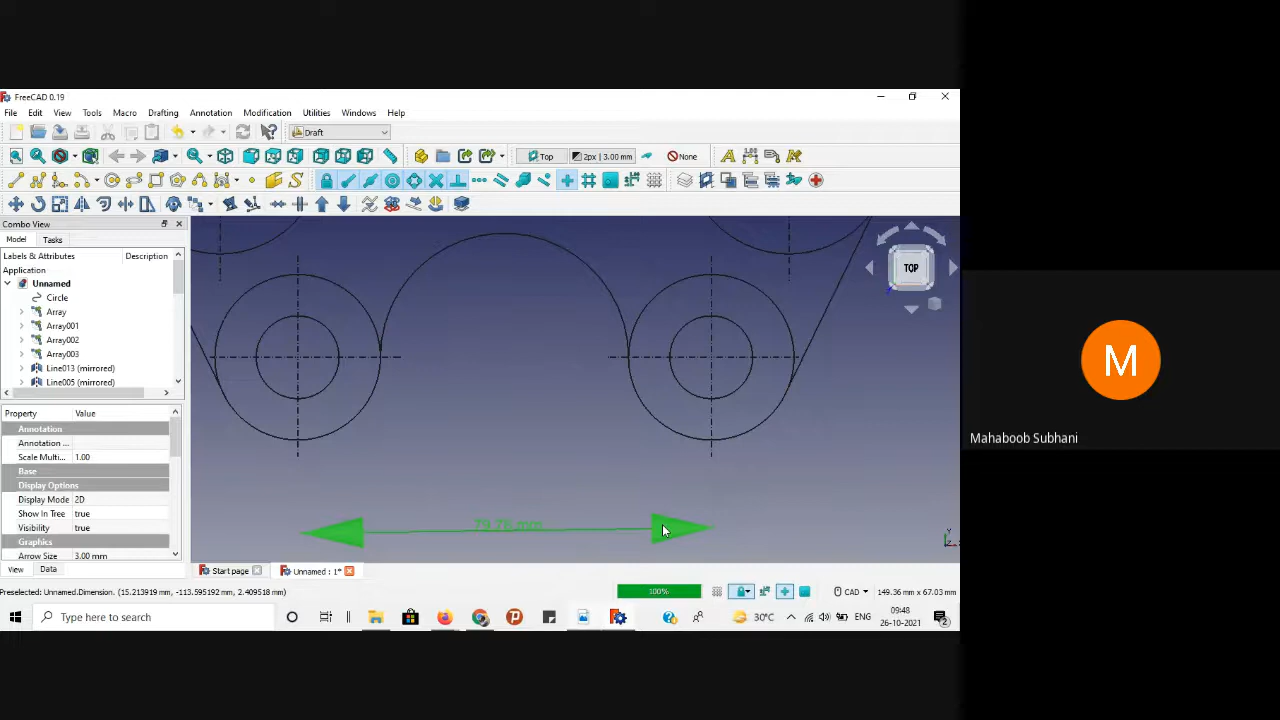 FreeCAD 0.19
File Edit View Tools Macro Drafting Annotation Modification Utilities Windows Help
Draft
Top 2px | 3.00 mm None
Combo View
Model Tasks
Labels & Attributes Description
Application
Unnamed
Circle
Array
Array001
Array002
Array003
Line013 (mirrored)
Line005 (mirrored)
Property Value
Annotation
Annotation ...
Scale Multi... 1.00
Base
Display Options
Display Mode 2D
Show In Tree true
Visibility true
Graphics
Arrow Size 3.00 mm
View Data
TOP
79.78 mm
Y
Start page Unnamed : 1*
Preselected: Unnamed.Dimension. (15.213919 mm, -113.595192 mm, 2.409518 mm)
100%
CAD
149.36 mm x 67.03 mm
Type here to search
30°C
ENG
09:48
26-10-2021
2
M
Mahaboob Subhani